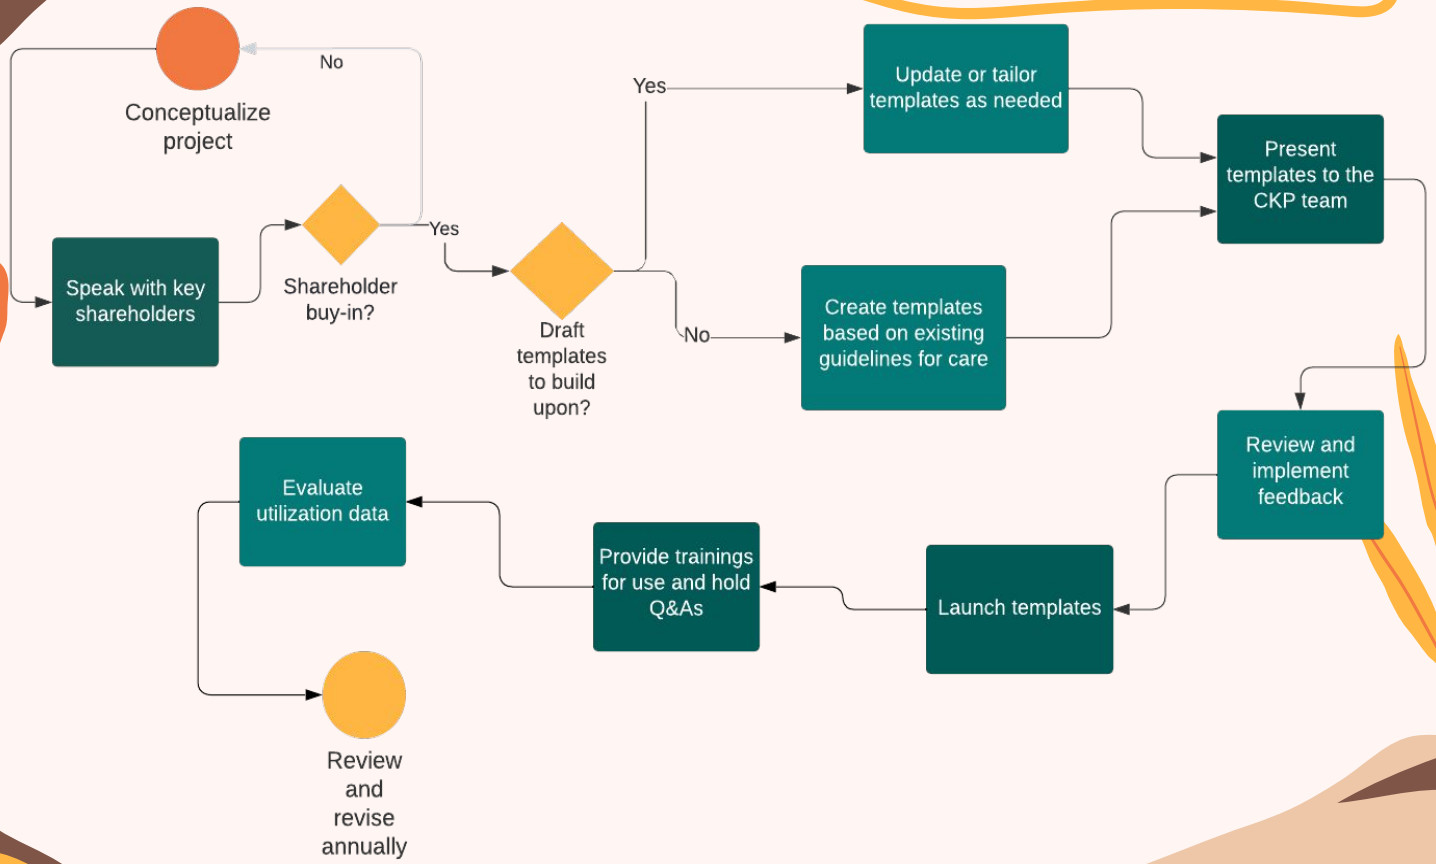 No
Conceptualize
project
Speak with key
shareholders
Shareholder
buy-in?
Yes
Draft
templates
to build
upon?
Yes
Update or tailor
templates as needed
No
Create templates
based on existing
guidelines for care
Present
templates to the
CKP team
Review and
implement
feedback
Launch templates
Provide trainings
for use and hold
Q&As
Evaluate
utilization data
Review
and
revise
annually